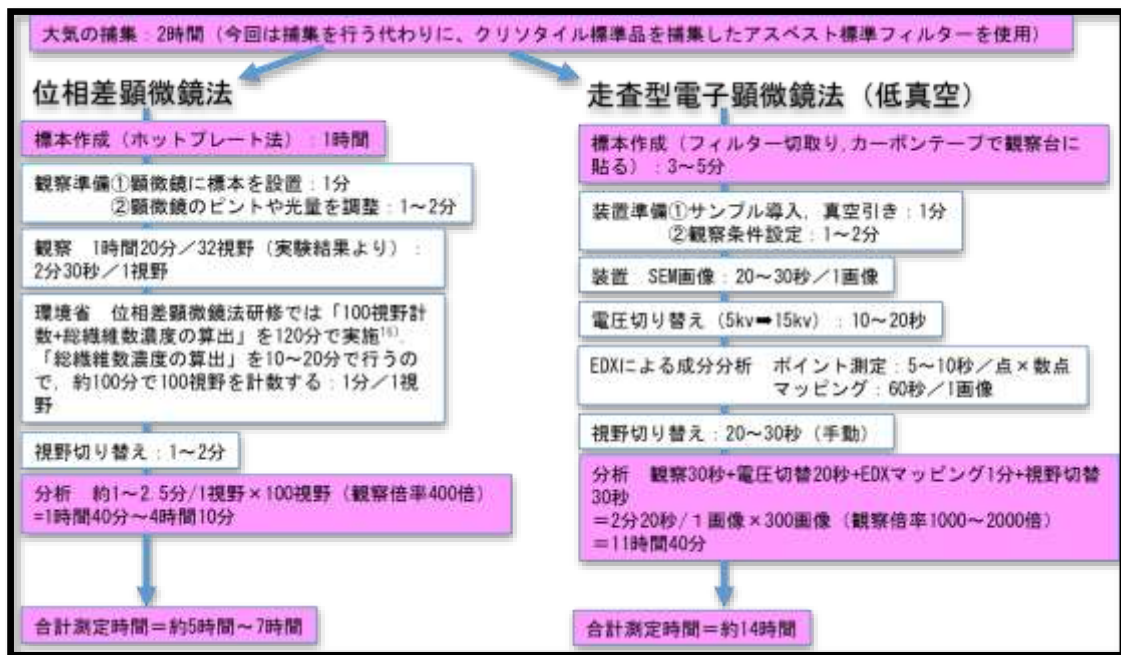 大気の捕集：2時間（今回は捕集を行う代わりに、クリソタイル標準品を捕集したアスベスト標準フィルターを使用）
位相差顕微鏡法
標本作成（ホットプレート法）：1時間
観察準備①顕微鏡に標本を設置：1分
②顕微鏡のピントや光量を調整：1～2分
観察　1時間20分／32視野（実験結果より）：
2分30秒／1視野
環境省　位相差顕微鏡法研修では「100視野計
数+総繊維数濃度の算出」を120分で実施¹⁶⁾.
「総繊維数濃度の算出」を10～20分で行うの
で, 約100分で100視野を計数する：1分／1視
野
視野切り替え：1～2分
分析　約1～2.5分/1視野×100視野（観察倍率400倍）
=1時間40分～4時間10分
合計測定時間＝約5時間～7時間
走査型電子顕微鏡法（低真空）
標本作成（フィルター切取り, カーボンテープで観察台に
貼る）：3～5分
装置準備①サンプル導入, 真空引き：1分
②観察条件設定：1～2分
装置　SEM画像：20～30秒／1画像
電圧切り替え（5kv➡15kv）：10～20秒
EDXによる成分分析　ポイント測定：5～10秒／点×数点
マッピング：60秒／1画像
視野切り替え：20～30秒（手動）
分析　観察30秒+電圧切替20秒+EDXマッピング1分+視野切替
30秒
＝2分20秒/１画像×300画像（観察倍率1000～2000倍）
＝11時間40分
合計測定時間＝約14時間